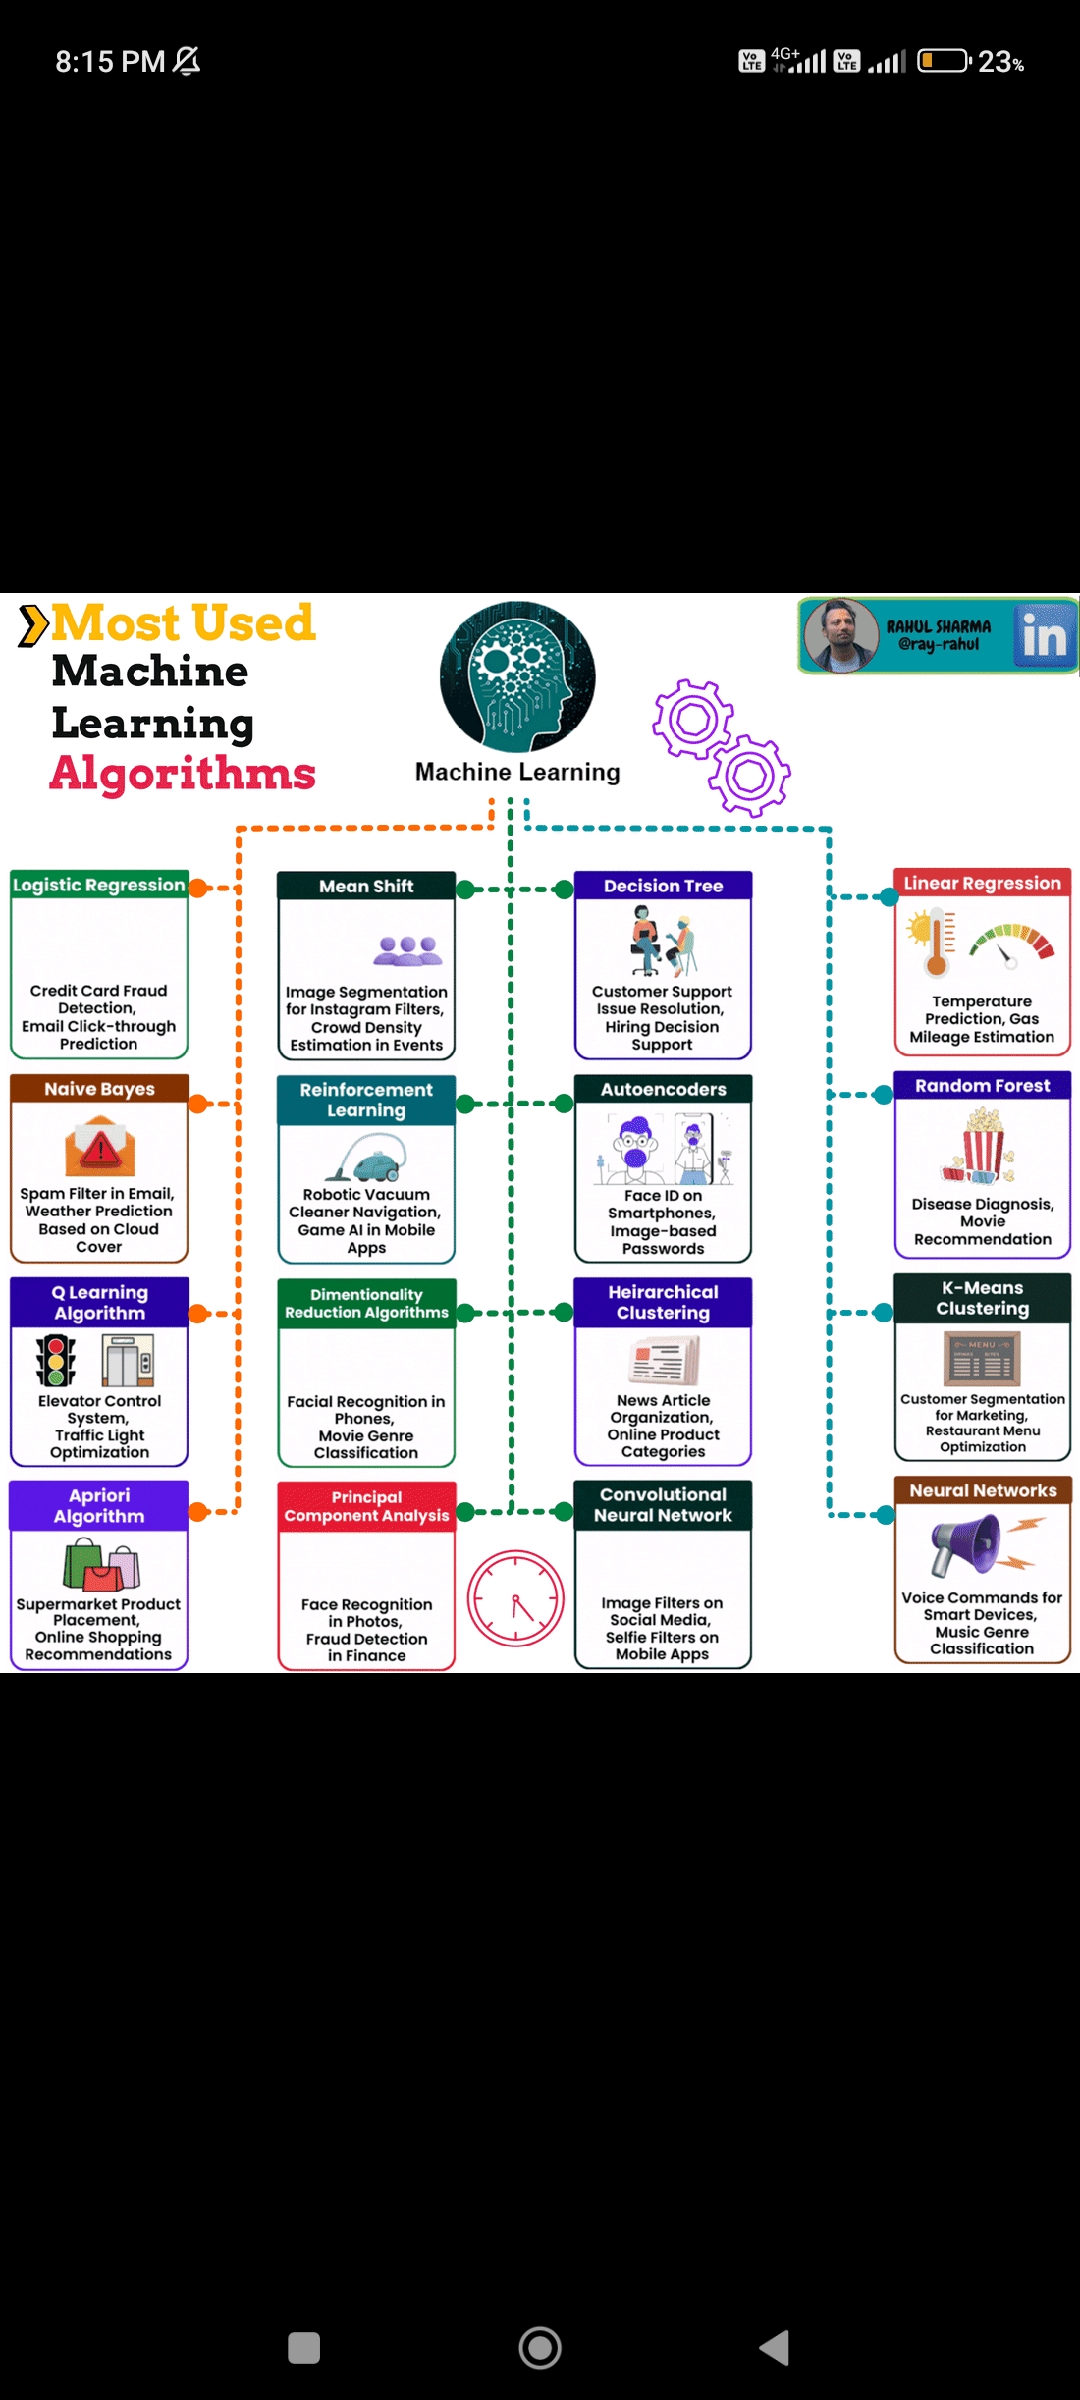 8:15 PM
Vo LTE
4G+
Vo LTE
23%
Most Used
Machine
Learning
Algorithms
Machine Learning
RAHUL SHARMA
@ray-rahul
in
Logistic Regression
Credit Card Fraud
Detection,
Email Click-through
Prediction
Mean Shift
Image Segmentation
for Instagram Filters,
Crowd Density
Estimation in Events
Decision Tree
Customer Support
Issue Resolution,
Hiring Decision
Support
Linear Regression
Temperature
Prediction, Gas
Mileage Estimation
Naive Bayes
Spam Filter in Email,
Weather Prediction
Based on Cloud
Cover
Reinforcement
Learning
Robotic Vacuum
Cleaner Navigation,
Game AI in Mobile
Apps
Autoencoders
Face ID on
Smartphones,
Image-based
Passwords
Random Forest
Disease Diagnosis,
Movie
Recommendation
Q Learning
Algorithm
Elevator Control
System,
Traffic Light
Optimization
Dimentionality
Reduction Algorithms
Facial Recognition in
Phones,
Movie Genre
Classification
Heirarchical
Clustering
News Article
Organization,
Online Product
Categories
K-Means
Clustering
MENU
Customer Segmentation
for Marketing,
Restaurant Menu
Optimization
Apriori
Algorithm
Supermarket Product
Placement,
Online Shopping
Recommendations
Principal
Component Analysis
Face Recognition
in Photos,
Fraud Detection
in Finance
Convolutional
Neural Network
Image Filters on
Social Media,
Selfie Filters on
Mobile Apps
Neural Networks
Voice Commands for
Smart Devices,
Music Genre
Classification